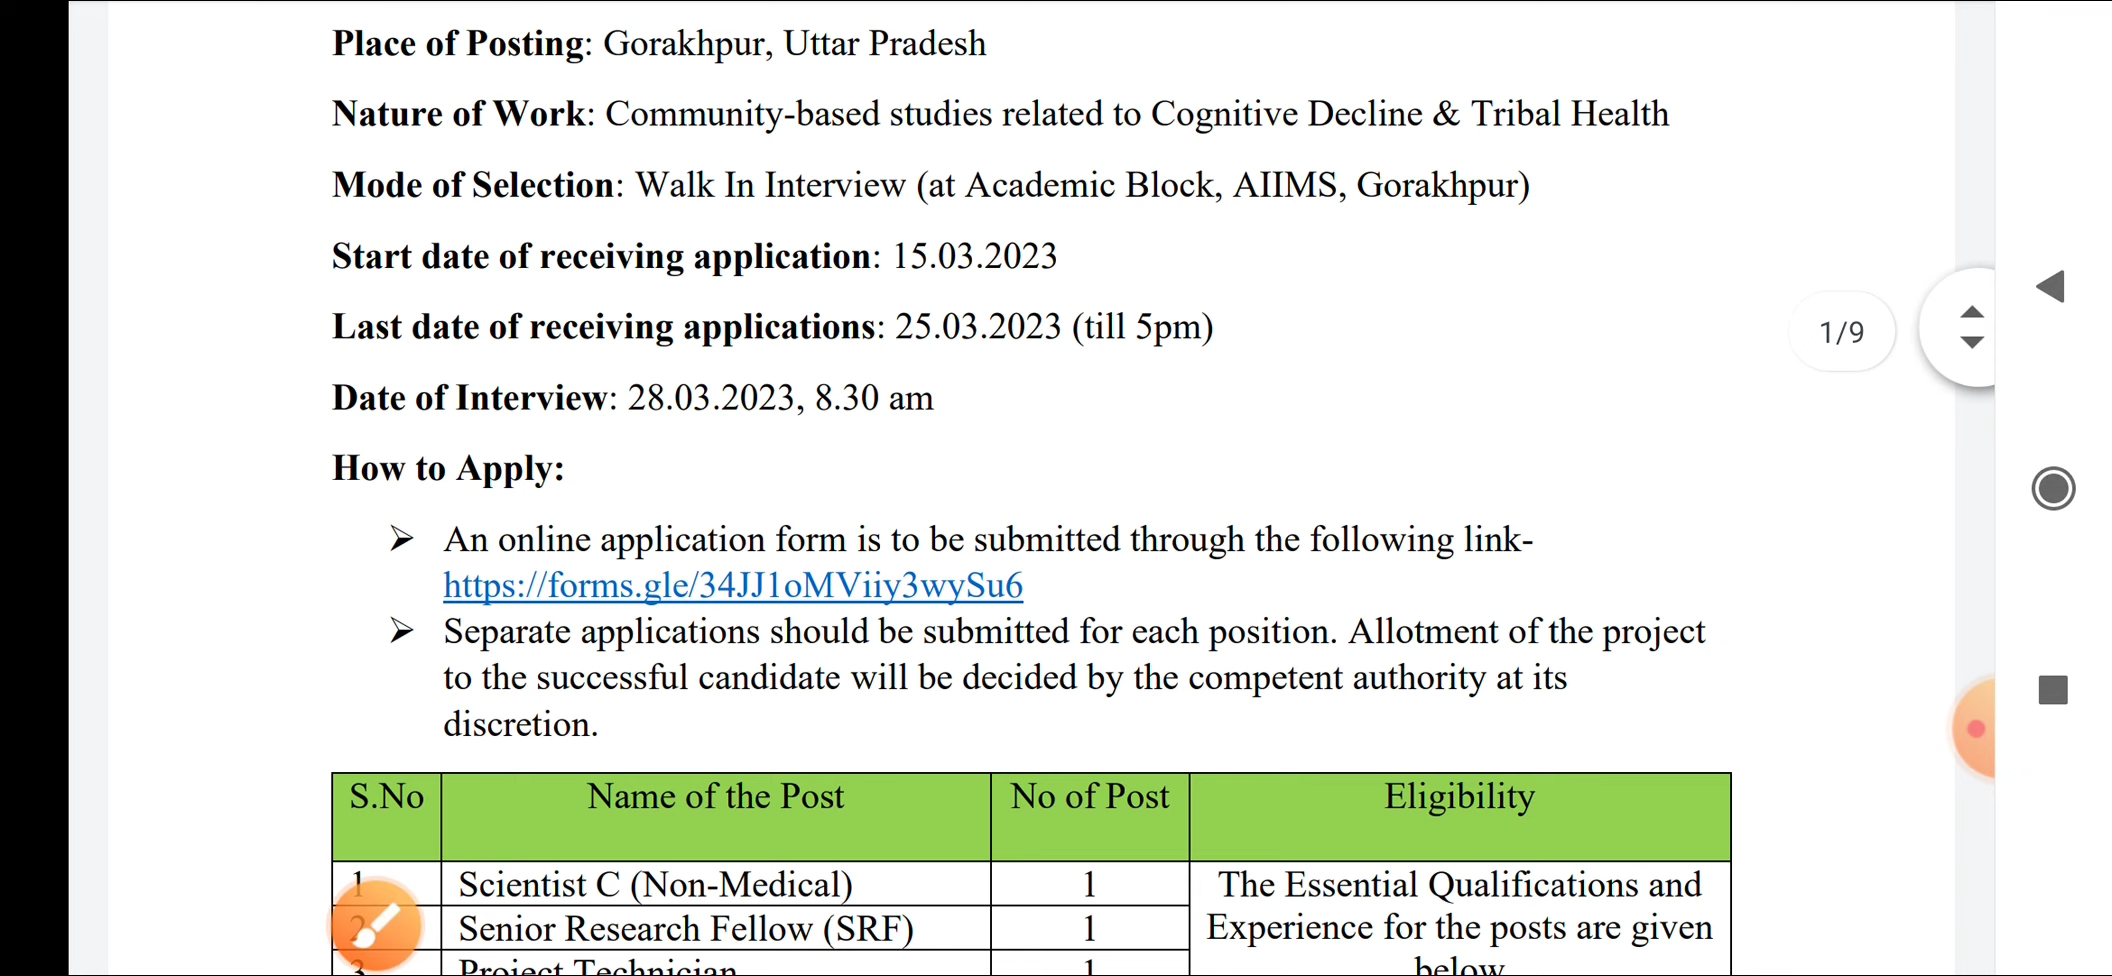 Place of Posting: Gorakhpur, Uttar Pradesh
Nature of Work: Community-based studies related to Cognitive Decline & Tribal Health
Mode of Selection: Walk In Interview (at Academic Block, AIIMS, Gorakhpur)
Start date of receiving application: 15.03.2023
Last date of receiving applications: 25.03.2023 (till 5pm)
1/9
Date of Interview: 28.03.2023, 8.30 am
How to Apply:
➢ An online application form is to be submitted through the following link-
https://forms.gle/34JJ1oMViiy3wySu6
➢ Separate applications should be submitted for each position. Allotment of the project
to the successful candidate will be decided by the competent authority at its
discretion.
S.No Name of the Post No of Post Eligibility
1 Scientist C (Non-Medical) 1 The Essential Qualifications and
2 Senior Research Fellow (SRF) 1 Experience for the posts are given
3 Project Technician 1 below